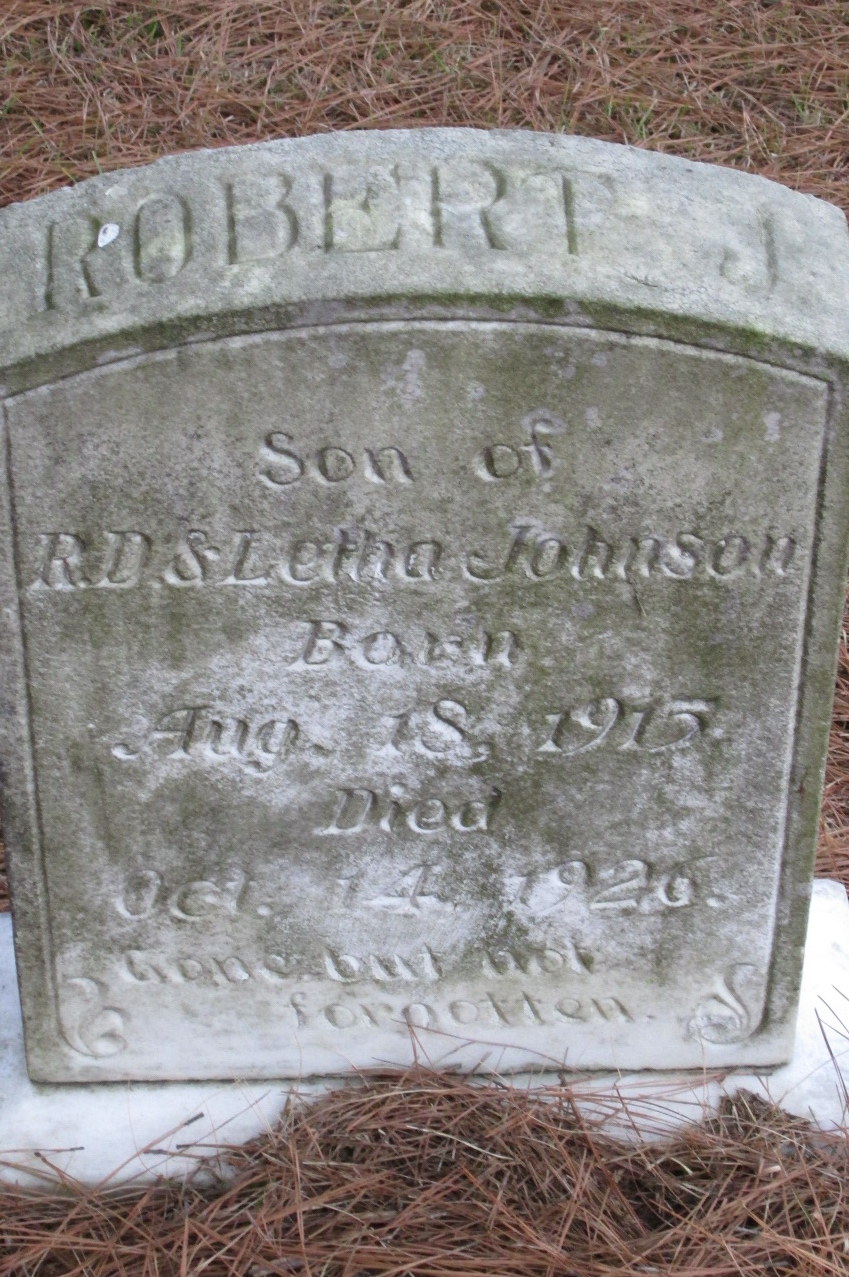 ROBERT J
Son of
R.D & Letha Johnson
Born
Aug. 18, 1915.
Died
Oct. 14, 1926.
Gone but not
forgotten.